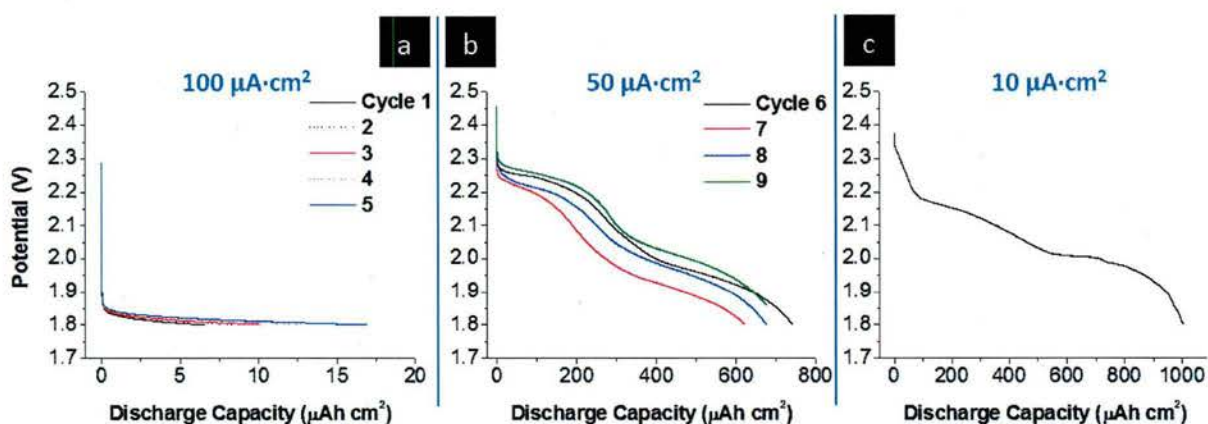 a
100 µA·cm²
Cycle 1
2
3
4
5
Potential (V)
2.5
2.4
2.3
2.2
2.1
2.0
1.9
1.8
1.7
0 5 10 15 20
Discharge Capacity (µAh cm²)
b
50 µA·cm²
Cycle 6
7
8
9
2.5
2.4
2.3
2.2
2.1
2.0
1.9
1.8
1.7
0 200 400 600 800
Discharge Capacity (µAh cm²)
c
10 µA·cm²
2.5
2.4
2.3
2.2
2.1
2.0
1.9
1.8
1.7
0 200 400 600 800 1000
Discharge Capacity (µAh cm²)